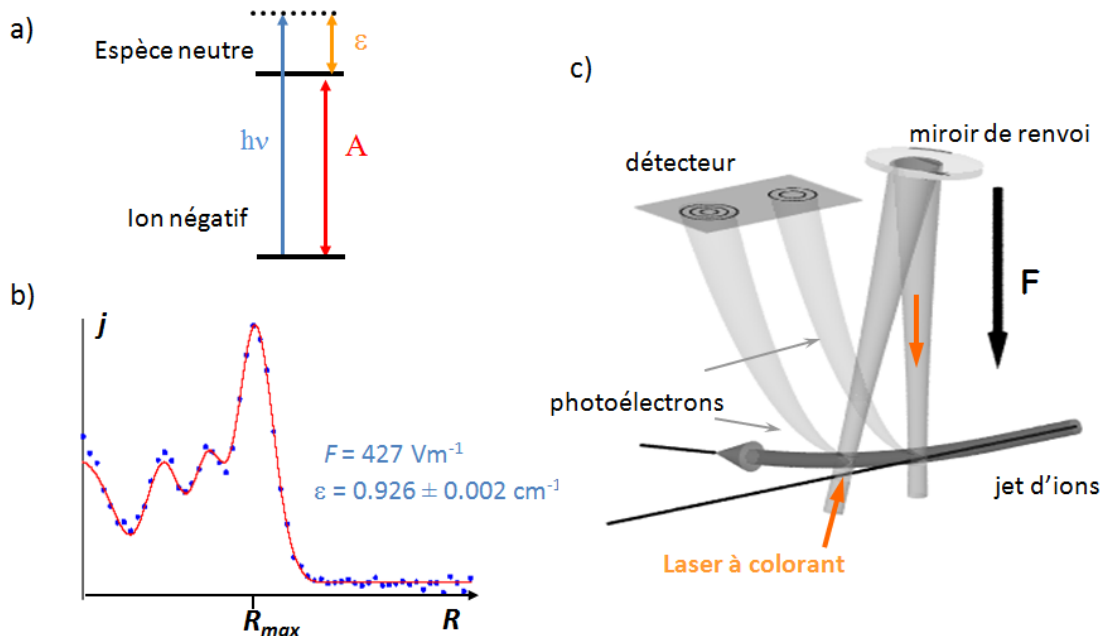 a)
Espèce neutre
ε
hν
A
Ion négatif
b)
j
F = 427 Vm⁻¹
ε = 0.926 ± 0.002 cm⁻¹
R_max
R
c)
miroir de renvoi
détecteur
F
photoélectrons
jet d'ions
Laser à colorant